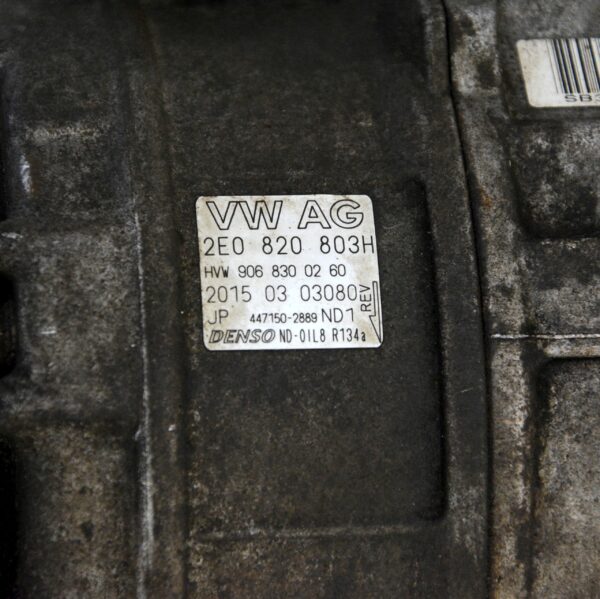 VW AG
2E0 820 803H
HVW 906 830 02 60
2015 03 03080
REV
JP 447150-2889 ND1
DENSO ND-OIL8 R134a